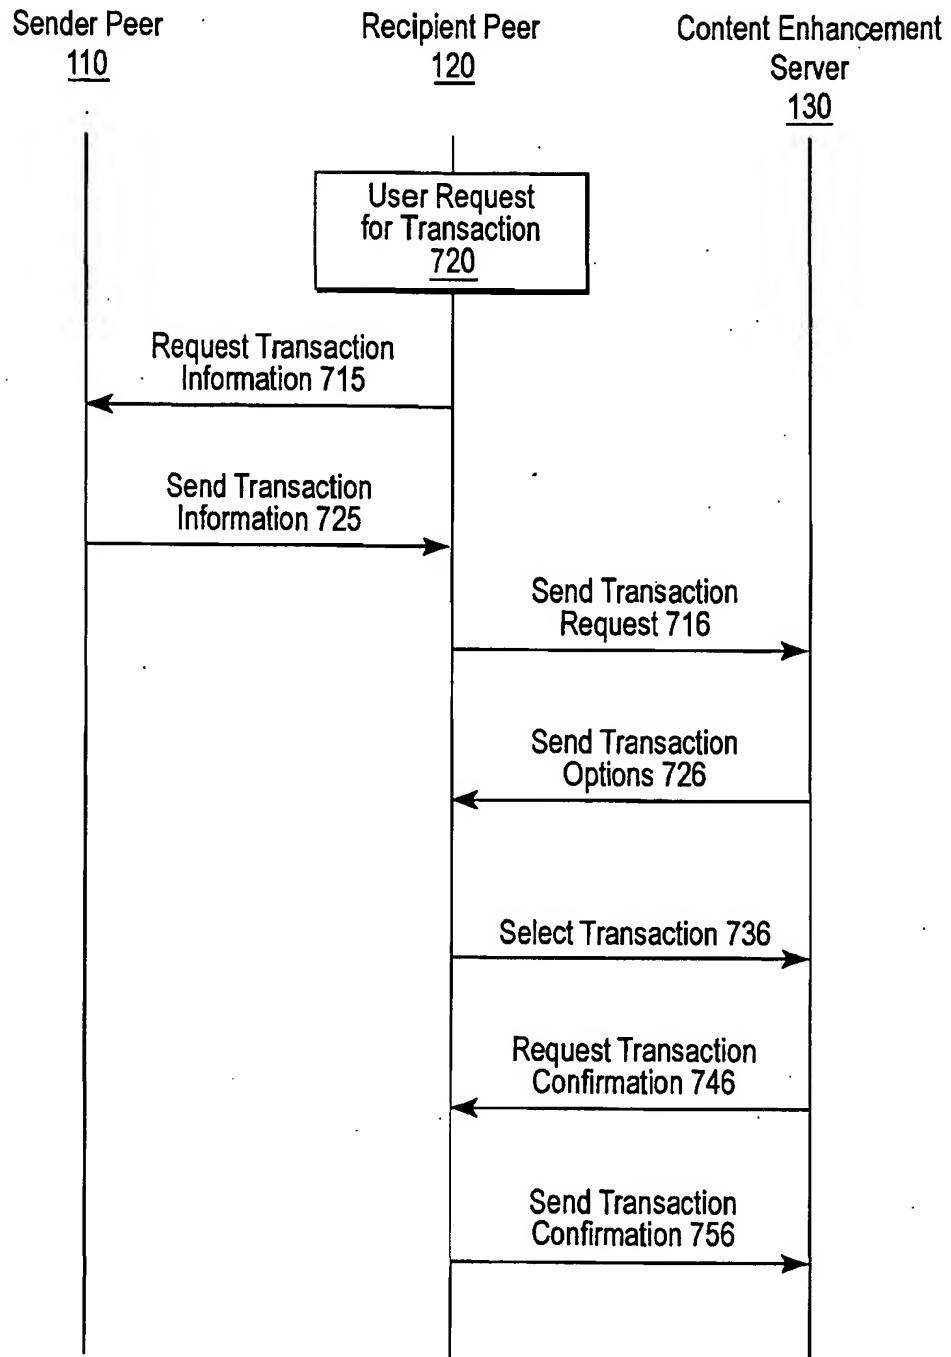 Sender Peer
110
Recipient Peer
120
Content Enhancement
Server
130
User Request
for Transaction
720
Request Transaction
Information 715
Send Transaction
Information 725
Send Transaction
Request 716
Send Transaction
Options 726
Select Transaction 736
Request Transaction
Confirmation 746
Send Transaction
Confirmation 756